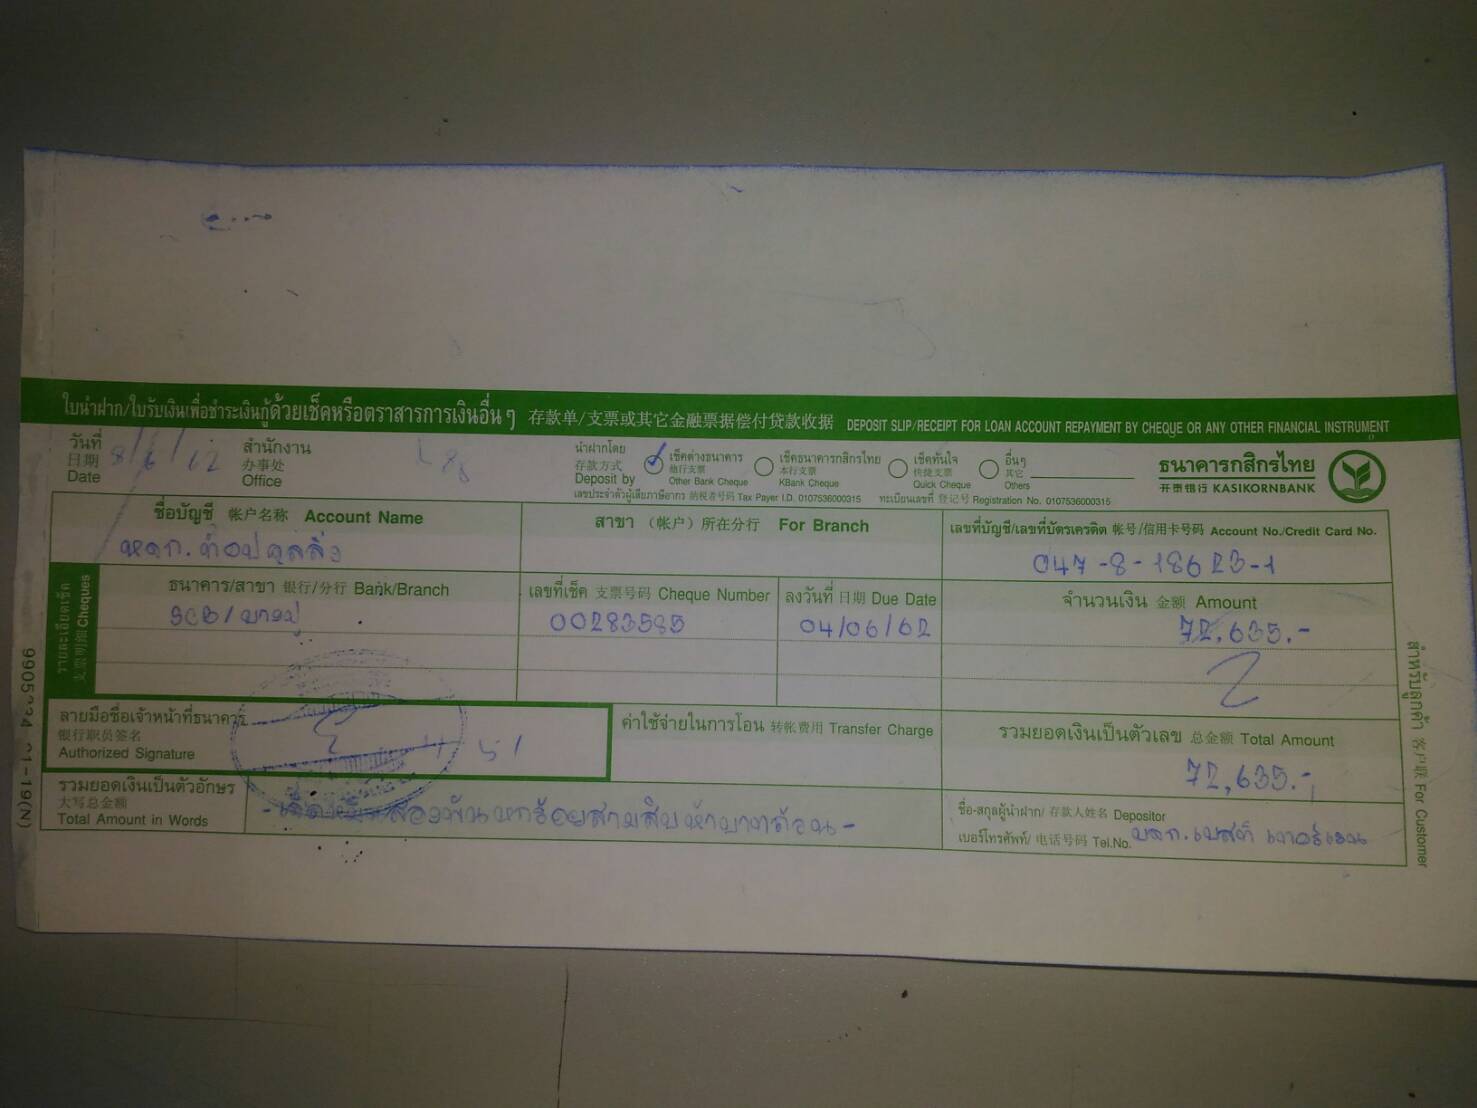 ใบนำฝาก/ใบรับเงินเพื่อชำระเงินกู้ด้วยเช็คหรือตราสารการเงินอื่น ๆ 存款单/支票或其它金融票据偿付贷款收据 DEPOSIT SLIP/RECEIPT FOR LOAN ACCOUNT REPAYMENT BY CHEQUE OR ANY OTHER FINANCIAL INSTRUMENT
วันที่ 日期 Date 8/6/62
สำนักงาน 办事处 Office
นำฝากโดย 存款方式 Deposit by
เช็คต่างธนาคาร 他行支票 Other Bank Cheque
เช็คธนาคารกสิกรไทย 本行支票 KBank Cheque
เช็คทันใจ 快捷支票 Quick Cheque
อื่นๆ 其它 Others
ธนาคารกสิกรไทย
开泰银行 KASIKORNBANK
เลขประจำตัวผู้เสียภาษีอากร 纳税者号码 Tax Payer I.D. 0107536000315 ทะเบียนเลขที่ 登记号 Registration No. 0107536000315
ชื่อบัญชี 帐户名称 Account Name
หจก. ท็อปคูลลิ่ง
สาขา （帐户）所在分行 For Branch
เลขที่บัญชี/เลขที่บัตรเครดิต 帐号/信用卡号码 Account No./Credit Card No.
047-8-18623-1
รายละเอียดเช็ค
支票明细 Cheques
ธนาคาร/สาขา 银行/分行 Bank/Branch
SCB/บางปู
เลขที่เช็ค 支票号码 Cheque Number
00283585
ลงวันที่ 日期 Due Date
04/06/62
จำนวนเงิน 金额 Amount
72,635.-
ลายมือชื่อเจ้าหน้าที่ธนาคาร
银行职员签名
Authorized Signature
ค่าใช้จ่ายในการโอน 转帐费用 Transfer Charge
รวมยอดเงินเป็นตัวเลข 总金额 Total Amount
72,635.-
รวมยอดเงินเป็นตัวอักษร
大写总金额
Total Amount in Words
-เจ็ดหมื่นสองพันหกร้อยสามสิบห้าบาทถ้วน-
ชื่อ-สกุลผู้นำฝาก/ 存款人姓名 Depositor
เบอร์โทรศัพท์/ 电话号码 Tel.No. บจก.เบสท์
สำหรับลูกค้า 客户联 For Customer